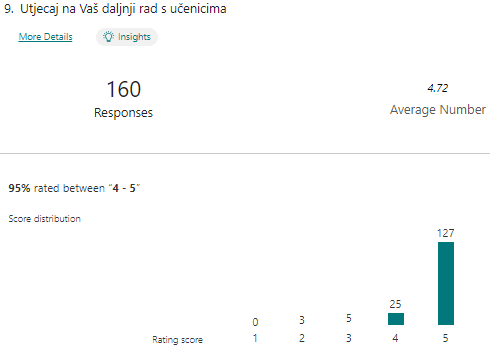 9. Utjecaj na Vaš daljnji rad s učenicima
More Details
Insights
160
Responses
4.72
Average Number
95% rated between "4 - 5"
Score distribution
0 3 5 25 127
Rating score 1 2 3 4 5